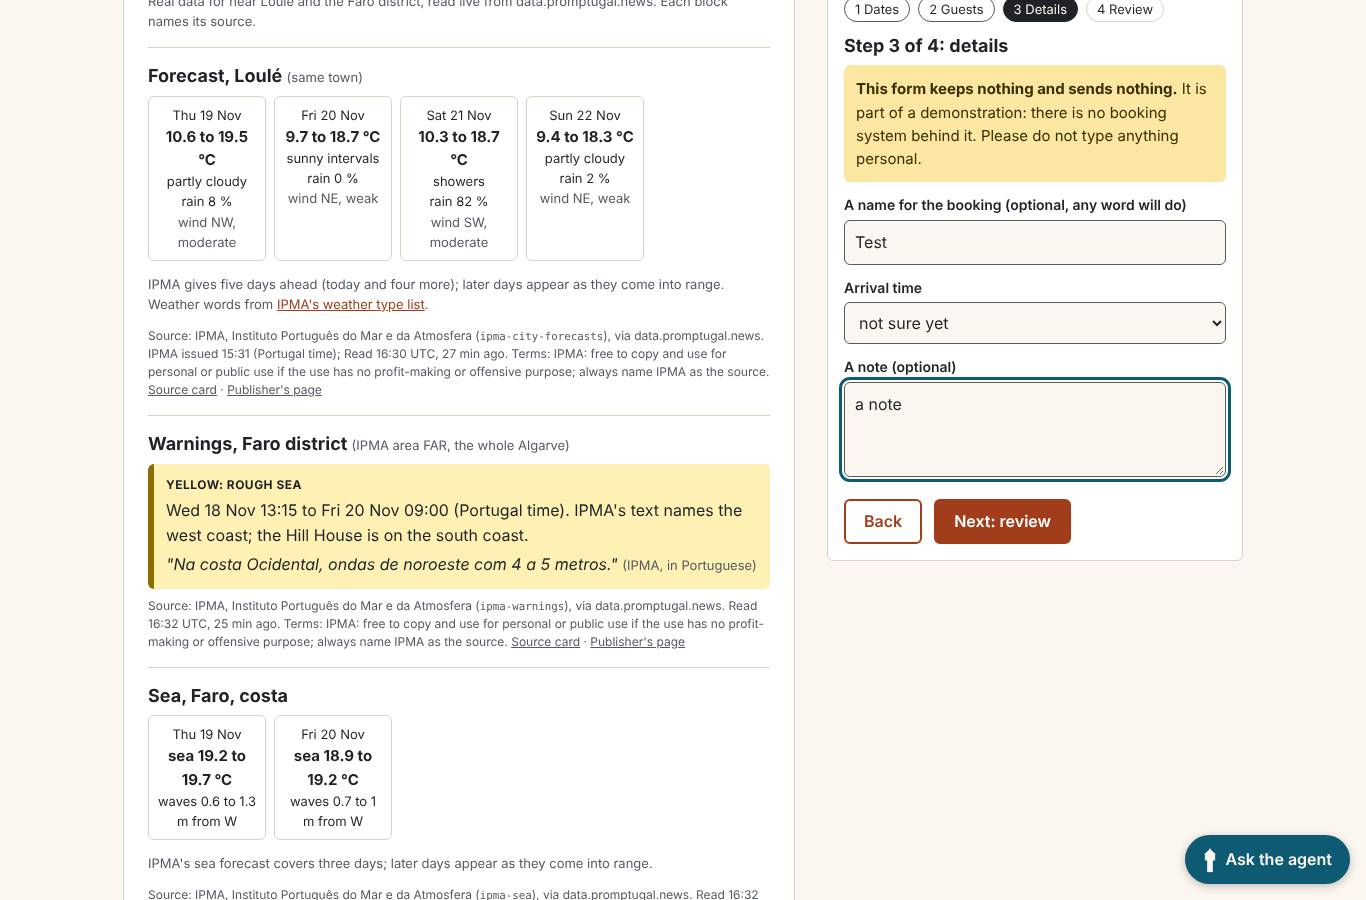 Real data for near Loulé and the Faro district, read live from data.promptugal.news. Each block
names its source.
Forecast, Loulé (same town)
Thu 19 Nov
10.6 to 19.5
°C
partly cloudy
rain 8 %
wind NW,
moderate
Fri 20 Nov
9.7 to 18.7 °C
sunny intervals
rain 0 %
wind NE, weak
Sat 21 Nov
10.3 to 18.7
°C
showers
rain 82 %
wind SW,
moderate
Sun 22 Nov
9.4 to 18.3 °C
partly cloudy
rain 2 %
wind NE, weak
IPMA gives five days ahead (today and four more); later days appear as they come into range.
Weather words from IPMA's weather type list.
Source: IPMA, Instituto Português do Mar e da Atmosfera (ipma-city-forecasts), via data.promptugal.news.
IPMA issued 15:31 (Portugal time); Read 16:30 UTC, 27 min ago. Terms: IPMA: free to copy and use for
personal or public use if the use has no profit-making or offensive purpose; always name IPMA as the source.
Source card · Publisher's page
Warnings, Faro district (IPMA area FAR, the whole Algarve)
YELLOW: ROUGH SEA
Wed 18 Nov 13:15 to Fri 20 Nov 09:00 (Portugal time). IPMA's text names the
west coast; the Hill House is on the south coast.
"Na costa Ocidental, ondas de noroeste com 4 a 5 metros." (IPMA, in Portuguese)
Source: IPMA, Instituto Português do Mar e da Atmosfera (ipma-warnings), via data.promptugal.news. Read
16:32 UTC, 25 min ago. Terms: IPMA: free to copy and use for personal or public use if the use has no profit-
making or offensive purpose; always name IPMA as the source. Source card · Publisher's page
Sea, Faro, costa
Thu 19 Nov
sea 19.2 to
19.7 °C
waves 0.6 to 1.3
m from W
Fri 20 Nov
sea 18.9 to
19.2 °C
waves 0.7 to 1
m from W
IPMA's sea forecast covers three days; later days appear as they come into range.
Source: IPMA, Instituto Português do Mar e da Atmosfera (ipma-sea), via data.promptugal.news. Read 16:32
1 Dates
2 Guests
3 Details
4 Review
Step 3 of 4: details
This form keeps nothing and sends nothing. It is
part of a demonstration: there is no booking
system behind it. Please do not type anything
personal.
A name for the booking (optional, any word will do)
Test
Arrival time
not sure yet
A note (optional)
a note
Back
Next: review
Ask the agent